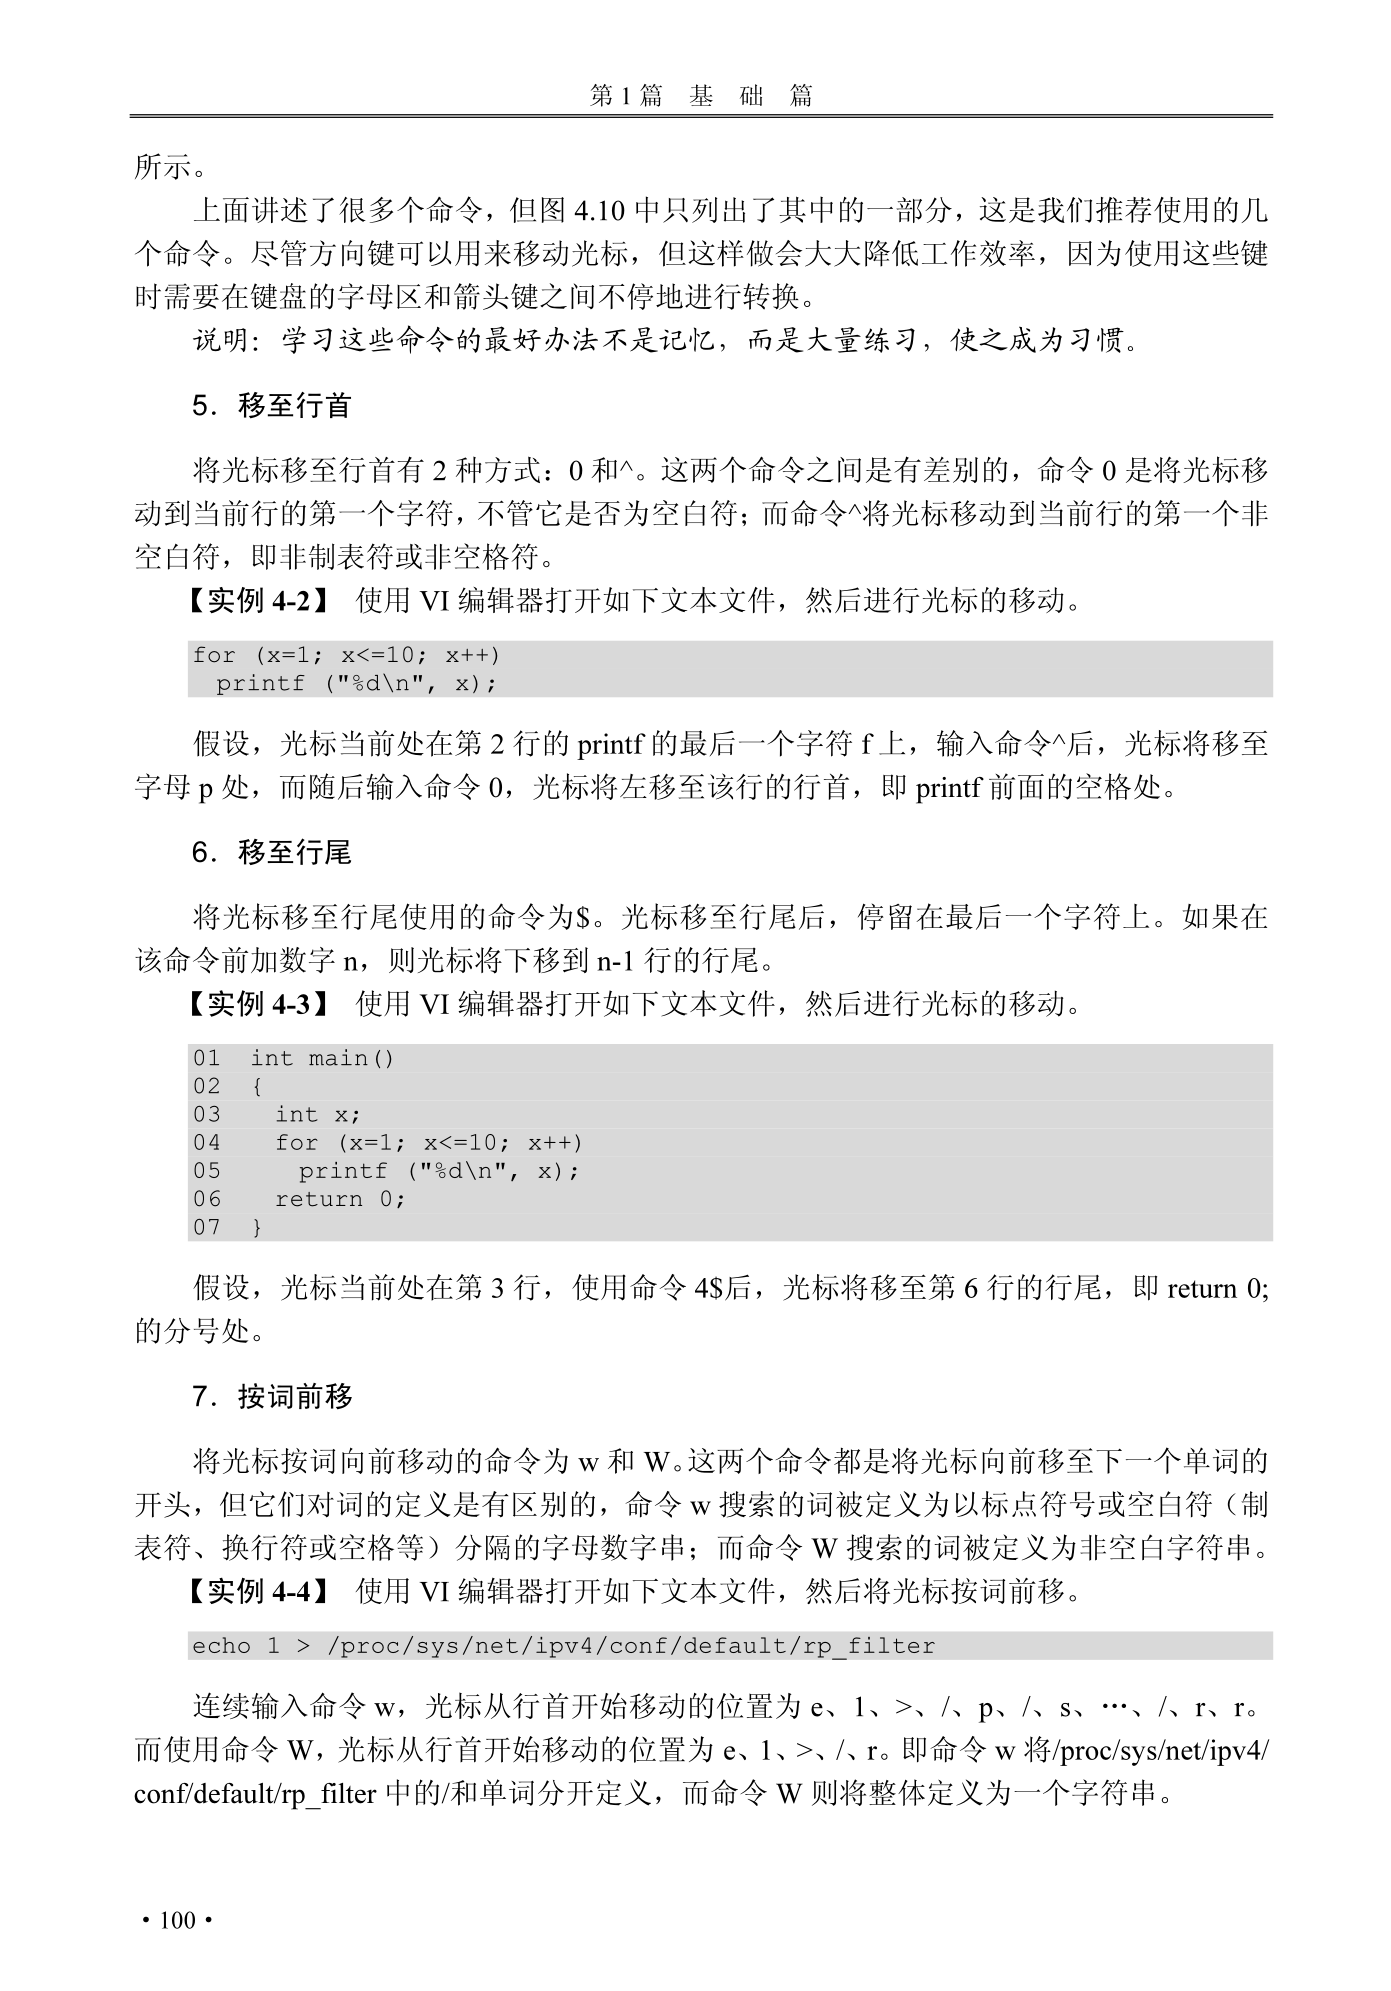 第 1 篇　基　础　篇
所示。
上面讲述了很多个命令，但图 4.10 中只列出了其中的一部分，这是我们推荐使用的几
个命令。尽管方向键可以用来移动光标，但这样做会大大降低工作效率，因为使用这些键
时需要在键盘的字母区和箭头键之间不停地进行转换。
说明：学习这些命令的最好办法不是记忆，而是大量练习，使之成为习惯。
5．移至行首
将光标移至行首有 2 种方式：0 和^。这两个命令之间是有差别的，命令 0 是将光标移
动到当前行的第一个字符，不管它是否为空白符；而命令^将光标移动到当前行的第一个非
空白符，即非制表符或非空格符。
【实例 4-2】 使用 VI 编辑器打开如下文本文件，然后进行光标的移动。
for (x=1; x<=10; x++)
  printf ("%d\n", x);
假设，光标当前处在第 2 行的 printf 的最后一个字符 f 上，输入命令^后，光标将移至
字母 p 处，而随后输入命令 0，光标将左移至该行的行首，即 printf 前面的空格处。
6．移至行尾
将光标移至行尾使用的命令为$。光标移至行尾后，停留在最后一个字符上。如果在
该命令前加数字 n，则光标将下移到 n-1 行的行尾。
【实例 4-3】 使用 VI 编辑器打开如下文本文件，然后进行光标的移动。
01  int main()
02  {
03    int x;
04    for (x=1; x<=10; x++)
05      printf ("%d\n", x);
06    return 0;
07  }
假设，光标当前处在第 3 行，使用命令 4$后，光标将移至第 6 行的行尾，即 return 0;
的分号处。
7．按词前移
将光标按词向前移动的命令为 w 和 W。这两个命令都是将光标向前移至下一个单词的
开头，但它们对词的定义是有区别的，命令 w 搜索的词被定义为以标点符号或空白符（制
表符、换行符或空格等）分隔的字母数字串；而命令 W 搜索的词被定义为非空白字符串。
【实例 4-4】 使用 VI 编辑器打开如下文本文件，然后将光标按词前移。
echo 1 > /proc/sys/net/ipv4/conf/default/rp_filter
连续输入命令 w，光标从行首开始移动的位置为 e、1、>、/、p、/、s、…、/、r、r。
而使用命令 W，光标从行首开始移动的位置为 e、1、>、/、r。即命令 w 将/proc/sys/net/ipv4/
conf/default/rp_filter 中的/和单词分开定义，而命令 W 则将整体定义为一个字符串。
·100·